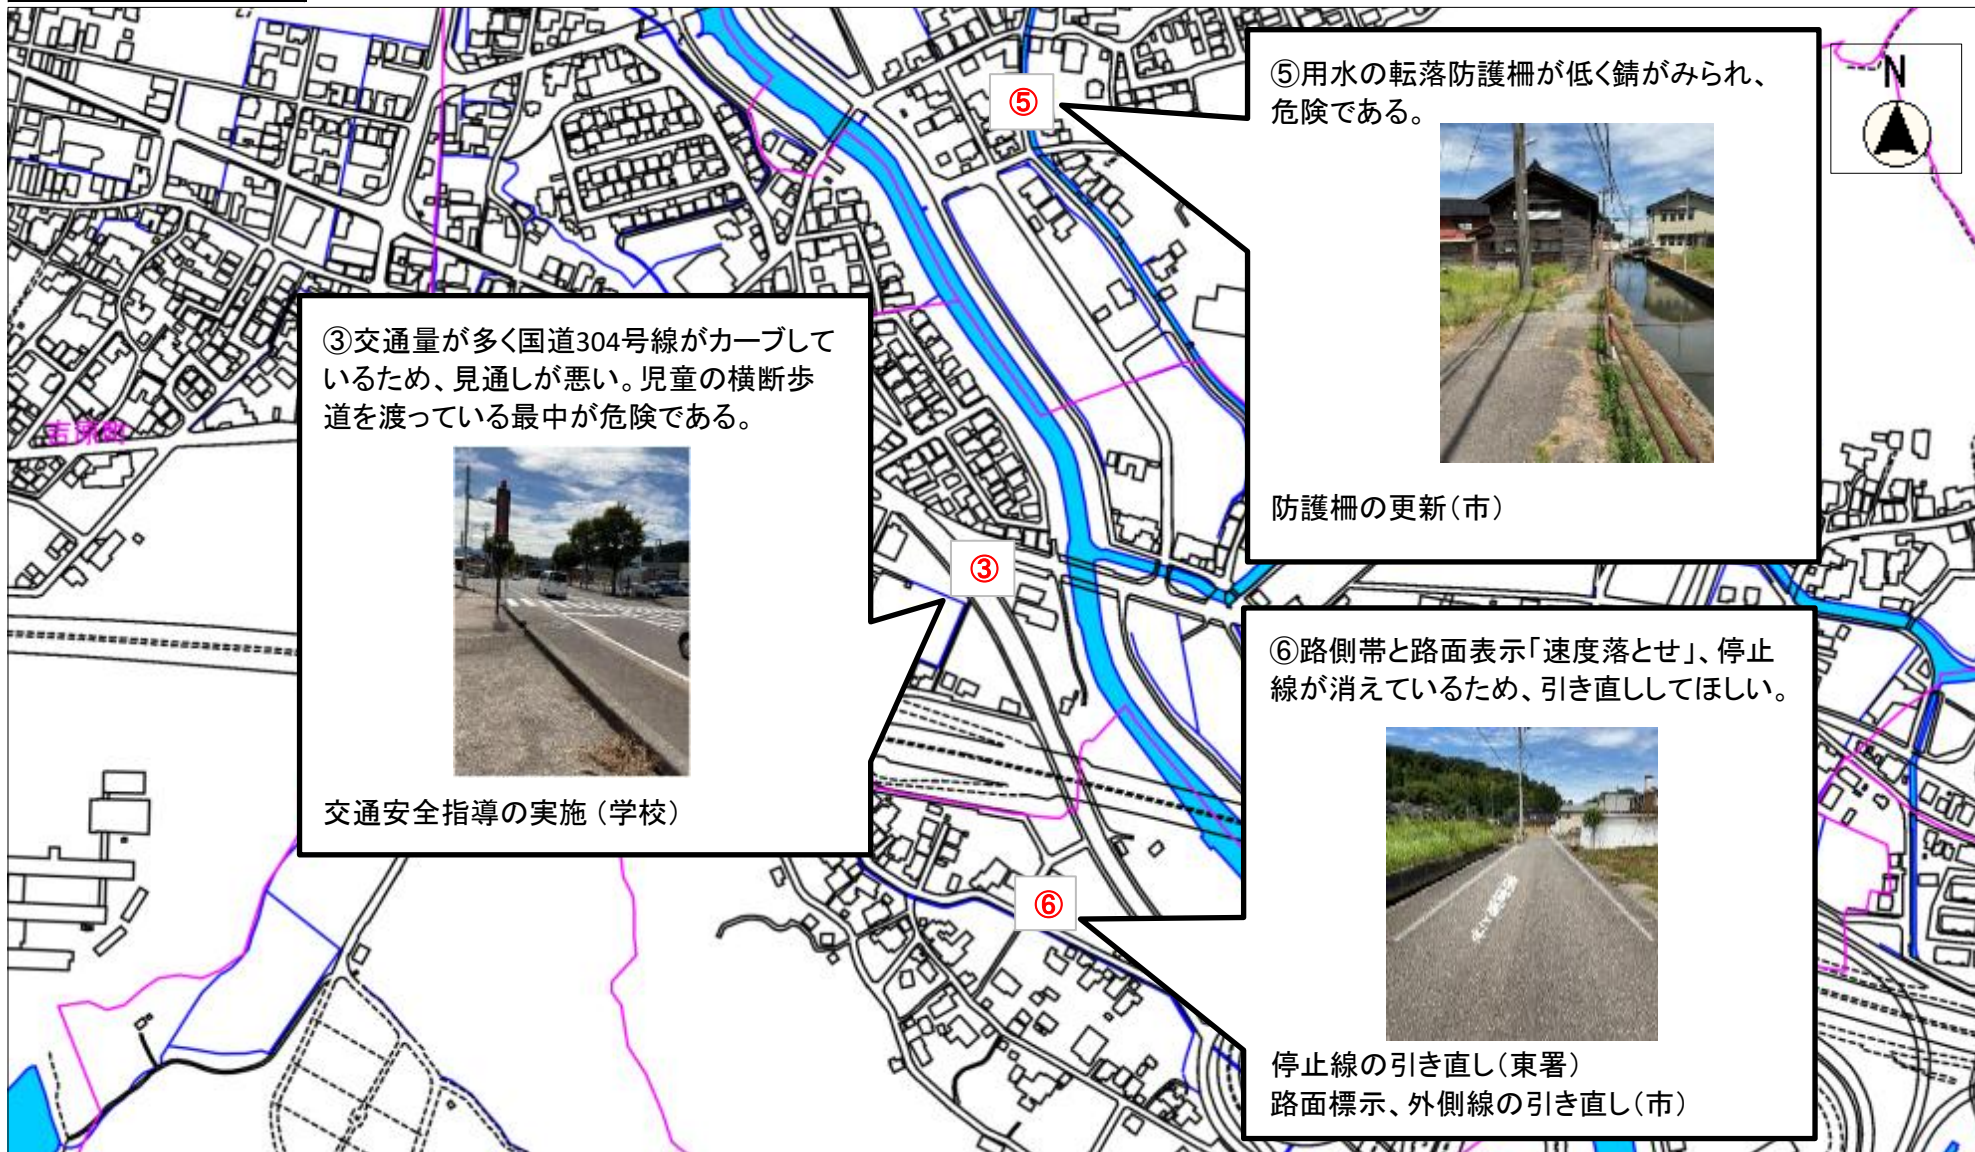 ⑤
⑤用水の転落防護柵が低く錆がみられ、
危険である。
防護柵の更新（市）
N
③交通量が多く国道304号線がカーブして
いるため、見通しが悪い。児童の横断歩
道を渡っている最中が危険である。
交通安全指導の実施（学校）
吉原町
③
⑥路側帯と路面表示「速度落とせ」、停止
線が消えているため、引き直ししてほしい。
停止線の引き直し（東署）
路面標示、外側線の引き直し（市）
⑥